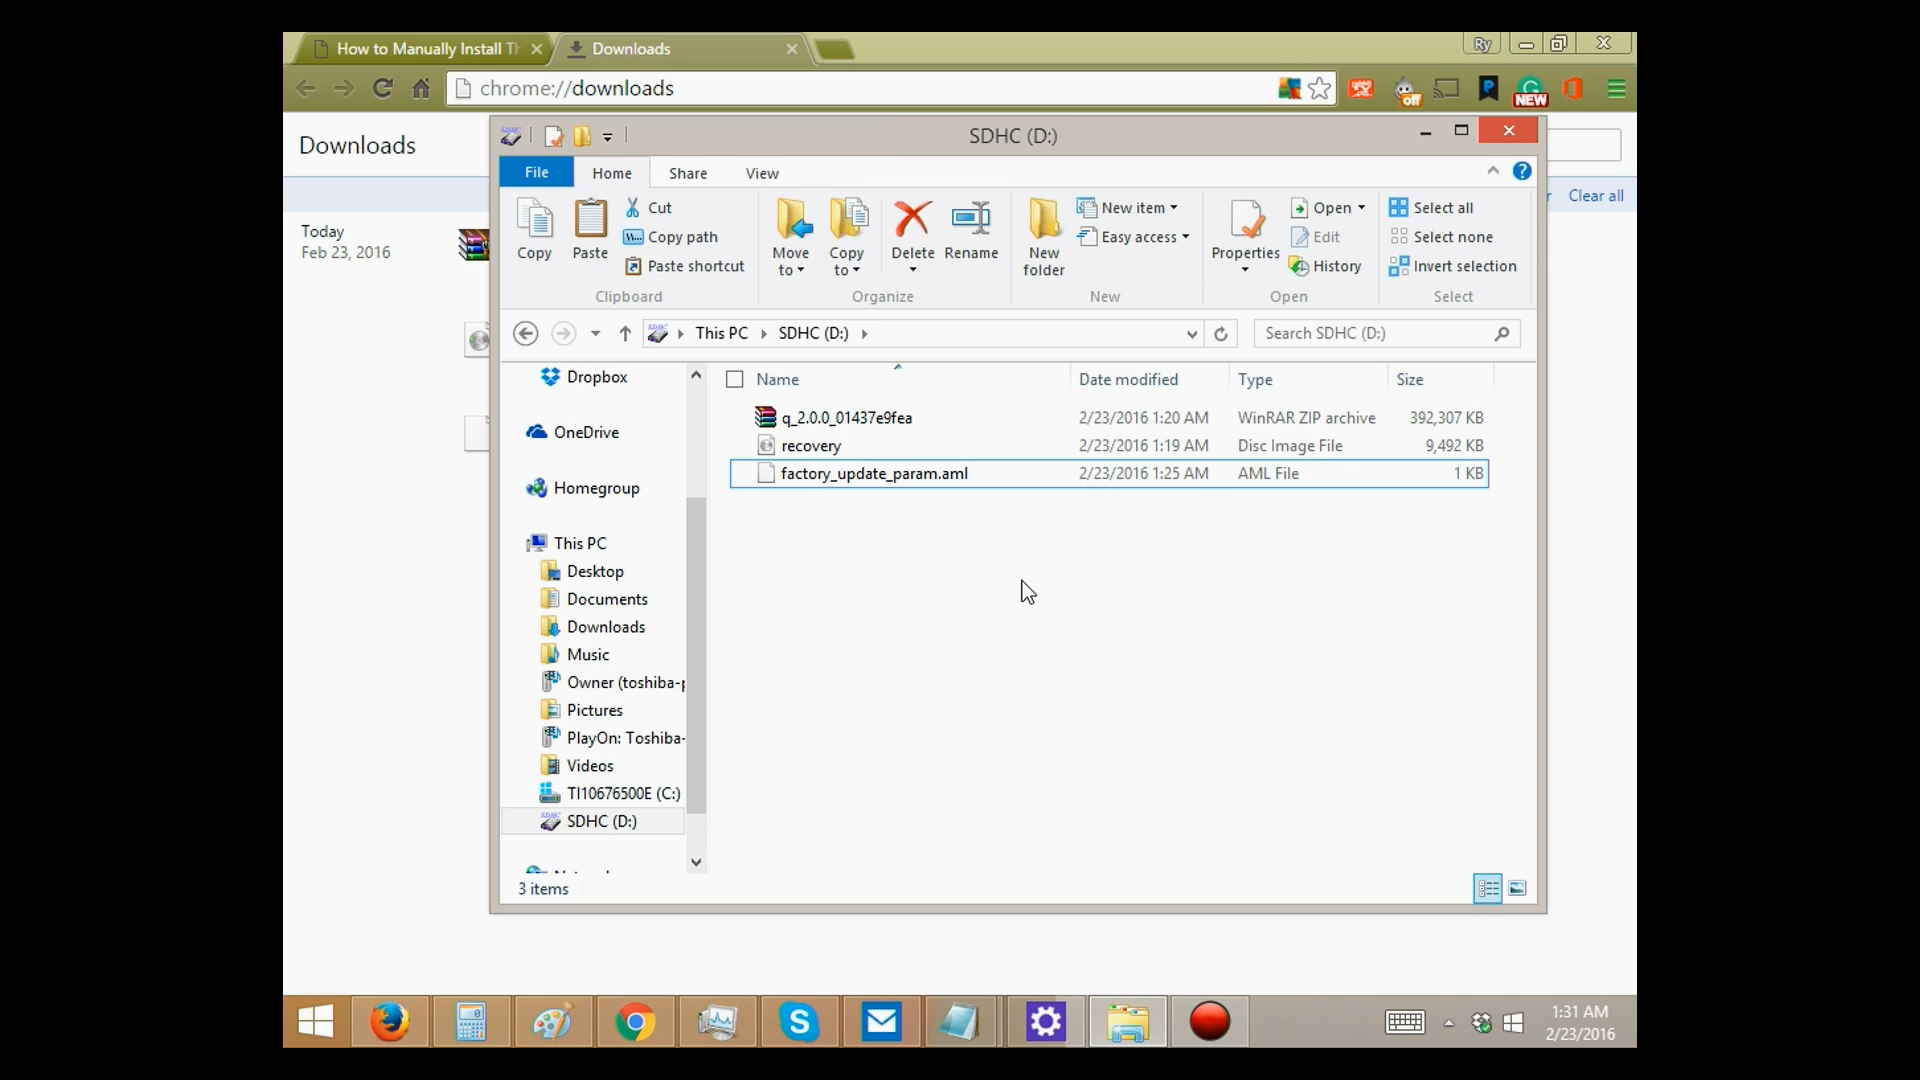 How to Manually Install Th
Downloads
Ry
chrome://downloads
off
NEW
Downloads
Clear all
Today
Feb 23, 2016
SDHC (D:)
File
Home
Share
View
Copy
Paste
Cut
Copy path
Paste shortcut
Clipboard
Move to
Copy to
Delete
Rename
Organize
New folder
New item
Easy access
New
Properties
Open
Edit
History
Open
Select all
Select none
Invert selection
Select
This PC
SDHC (D:)
Search SDHC (D:)
Name
Date modified
Type
Size
q_2.0.0_01437e9fea 2/23/2016 1:20 AM WinRAR ZIP archive 392,307 KB
recovery 2/23/2016 1:19 AM Disc Image File 9,492 KB
factory_update_param.aml 2/23/2016 1:25 AM AML File 1 KB
Dropbox
OneDrive
Homegroup
This PC
Desktop
Documents
Downloads
Music
Owner (toshiba-p
Pictures
PlayOn: Toshiba-
Videos
TI10676500E (C:)
SDHC (D:)
3 items
1:31 AM
2/23/2016